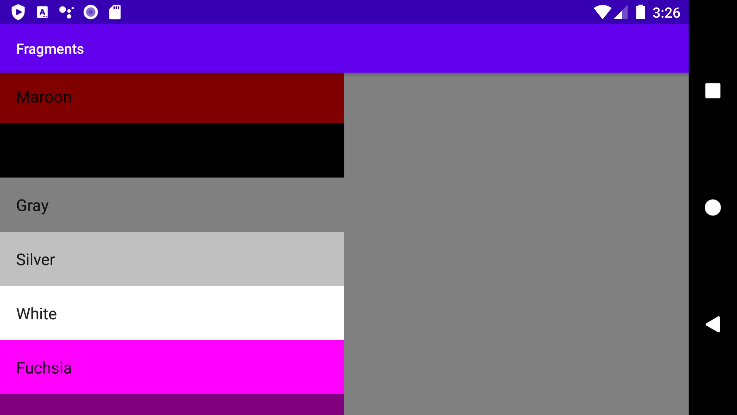 3:26
Fragments
Maroon
Gray
Silver
White
Fuchsia